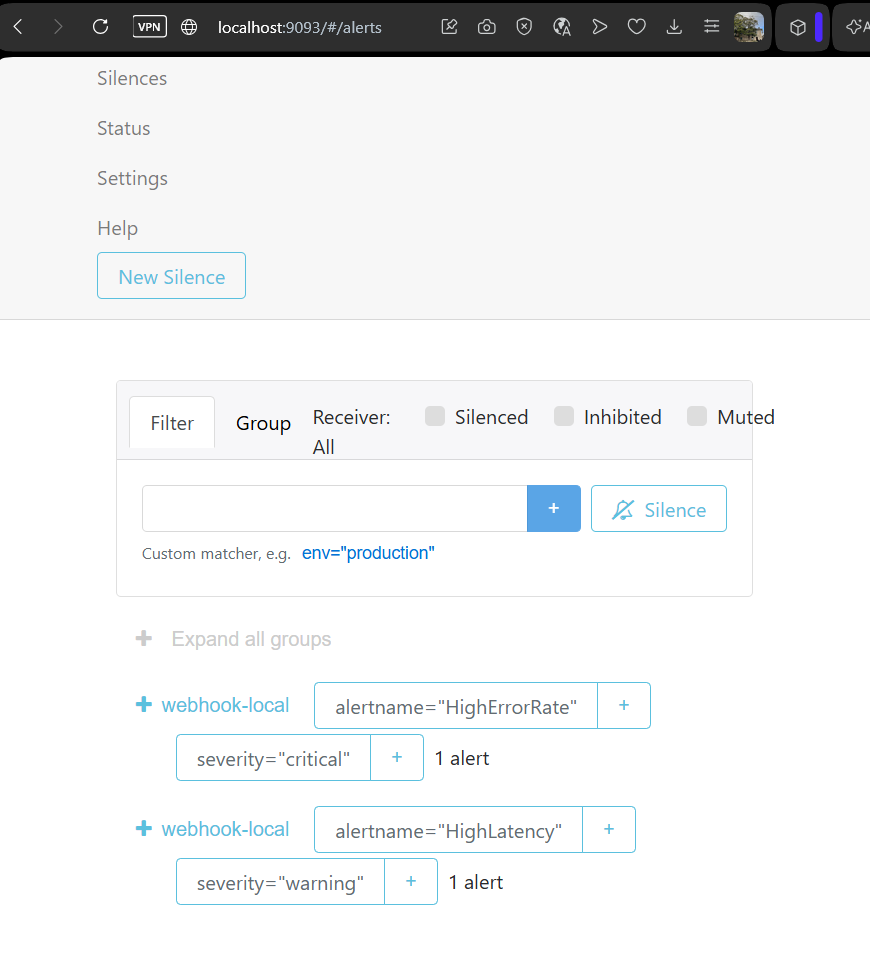 VPN localhost:9093/#/alerts
Silences
Status
Settings
Help
New Silence
Filter Group Receiver: All Silenced Inhibited Muted
+ Silence
Custom matcher, e.g. env="production"
+ Expand all groups
+ webhook-local alertname="HighErrorRate" +
severity="critical" + 1 alert
+ webhook-local alertname="HighLatency" +
severity="warning" + 1 alert